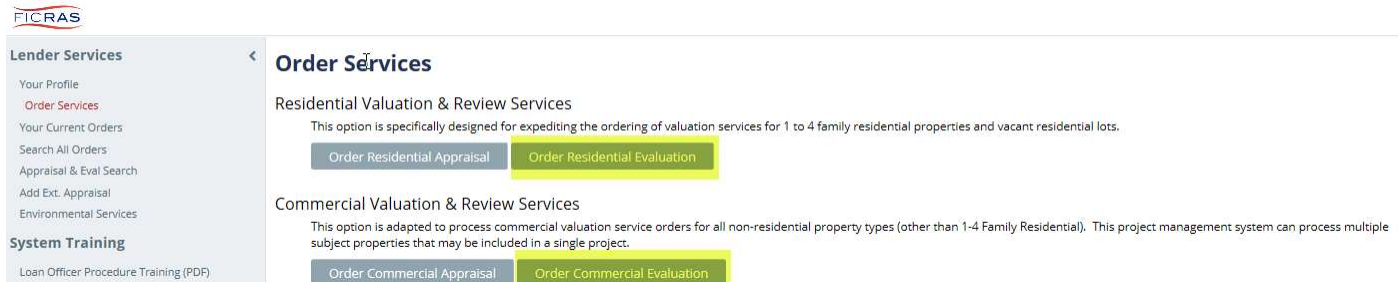 FICRAS
Lender Services
Your Profile
Order Services
Your Current Orders
Search All Orders
Appraisal & Eval Search
Add Ext. Appraisal
Environmental Services
System Training
Loan Officer Procedure Training (PDF)
Order Services
Residential Valuation & Review Services
This option is specifically designed for expediting the ordering of valuation services for 1 to 4 family residential properties and vacant residential lots.
Order Residential Appraisal
Order Residential Evaluation
Commercial Valuation & Review Services
This option is adapted to process commercial valuation service orders for all non-residential property types (other than 1-4 Family Residential). This project management system can process multiple
subject properties that may be included in a single project.
Order Commercial Appraisal
Order Commercial Evaluation